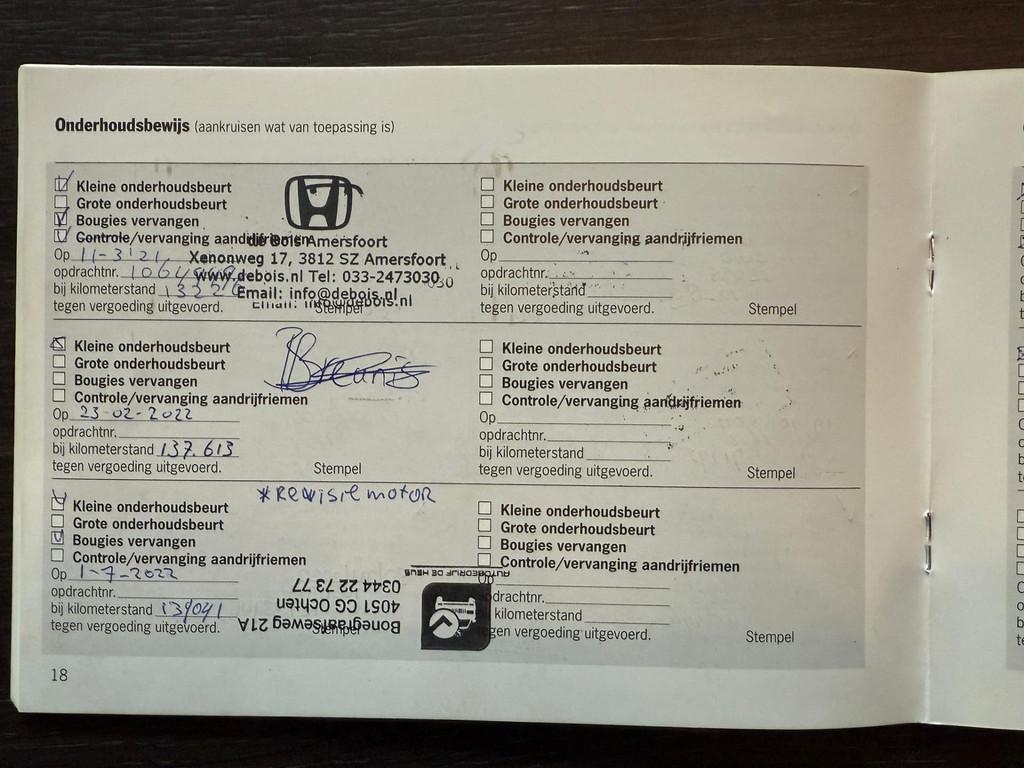 Onderhoudsbewijs (aankruisen wat van toepassing is)
Kleine onderhoudsbeurt
Grote onderhoudsbeurt
Bougies vervangen
Controle/vervanging aandrijfriemen
Op 11-3'21
opdrachtnr.
bij kilometerstand
tegen vergoeding uitgevoerd.
Stempel
de Bois Amersfoort
Xenonweg 17, 3812 SZ Amersfoort
www.debois.nl Tel: 033-2473030
Email: info@debois.nl
Kleine onderhoudsbeurt
Grote onderhoudsbeurt
Bougies vervangen
Controle/vervanging aandrijfriemen
Op 23-02-2022
opdrachtnr.
bij kilometerstand 137.613
tegen vergoeding uitgevoerd.
Stempel
*Revisie motor
Kleine onderhoudsbeurt
Grote onderhoudsbeurt
Bougies vervangen
Controle/vervanging aandrijfriemen
Op 1-7-2022
opdrachtnr.
bij kilometerstand 139041
tegen vergoeding uitgevoerd.
Stempel
AUTOBEDRIJF DE HEUS
Bonegraafseweg 21A
4051 CG Ochten
0344 22 73 77
Kleine onderhoudsbeurt
Grote onderhoudsbeurt
Bougies vervangen
Controle/vervanging aandrijfriemen
Op
opdrachtnr.
bij kilometerstand
tegen vergoeding uitgevoerd.
Stempel
Kleine onderhoudsbeurt
Grote onderhoudsbeurt
Bougies vervangen
Controle/vervanging aandrijfriemen
Op
opdrachtnr.
bij kilometerstand
tegen vergoeding uitgevoerd.
Stempel
Kleine onderhoudsbeurt
Grote onderhoudsbeurt
Bougies vervangen
Controle/vervanging aandrijfriemen
Op
opdrachtnr.
kilometerstand
tegen vergoeding uitgevoerd.
Stempel
18